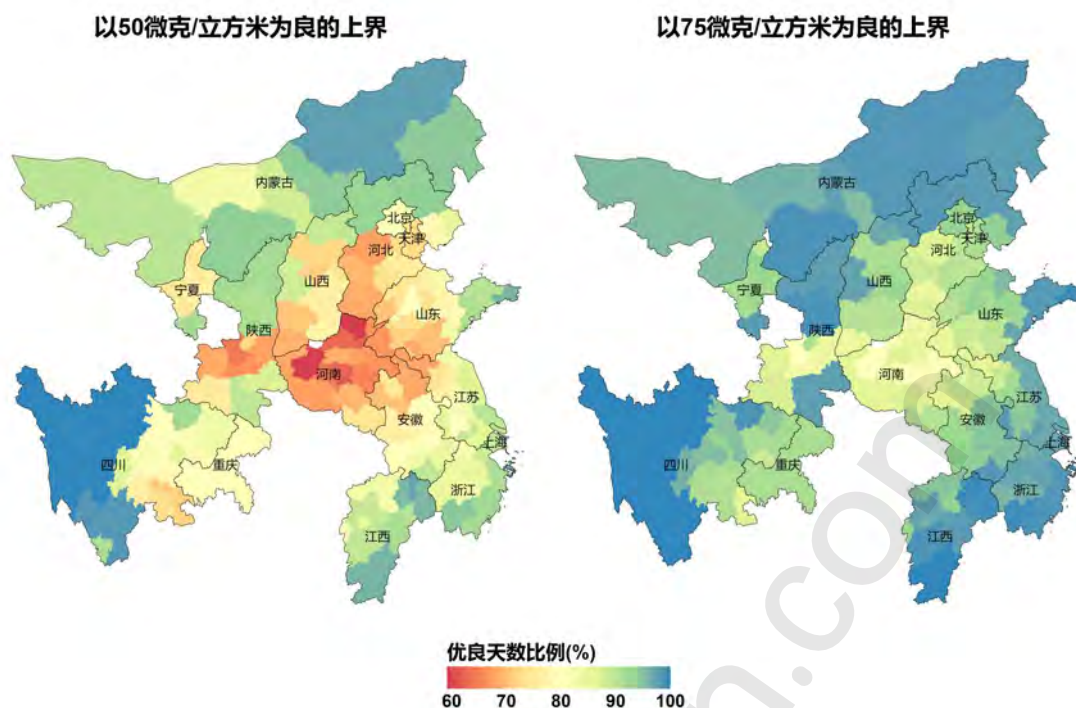 以50微克/立方米为良的上界
以75微克/立方米为良的上界
内蒙古
北京
天津
河北
山西
宁夏
山东
陕西
河南
江苏
安徽
上海
四川
重庆
浙江
江西
内蒙古
北京
天津
河北
山西
宁夏
山东
陕西
河南
江苏
安徽
上海
四川
重庆
浙江
江西
优良天数比例(%)
60 70 80 90 100
n.com